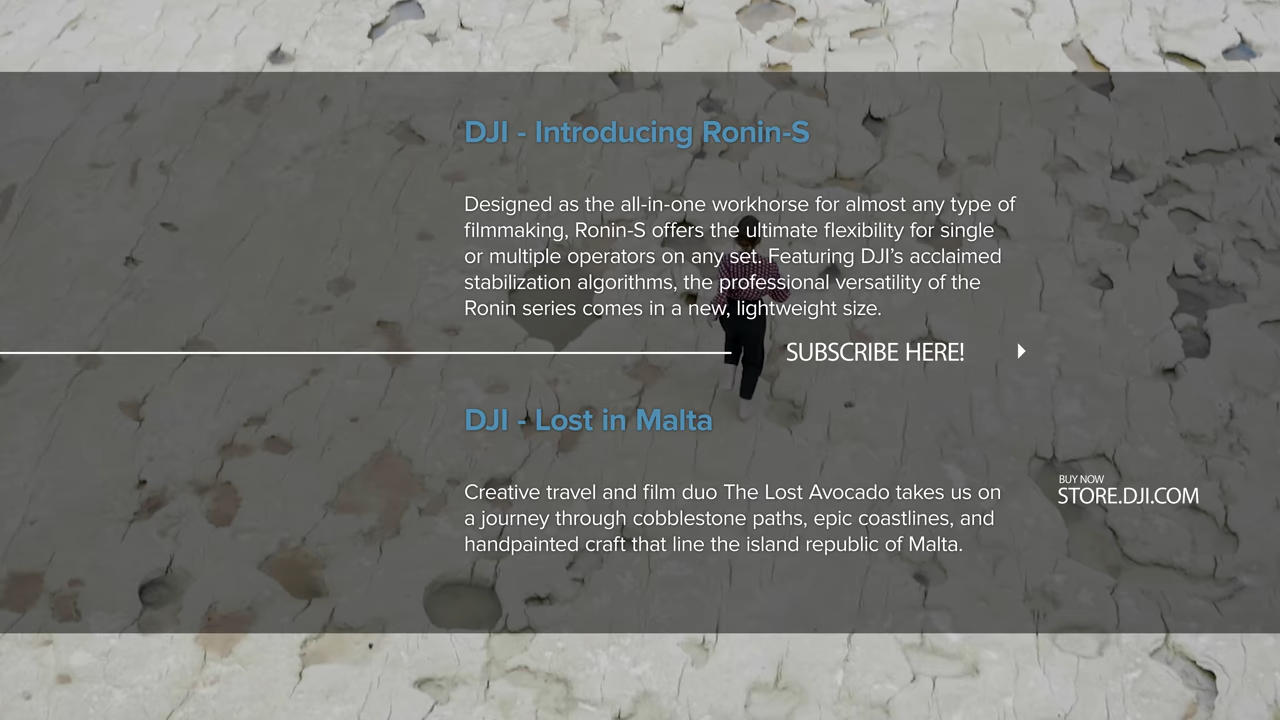 DJI - Introducing Ronin-S
Designed as the all-in-one workhorse for almost any type of
filmmaking, Ronin-S offers the ultimate flexibility for single
or multiple operators on any set. Featuring DJI’s acclaimed
stabilization algorithms, the professional versatility of the
Ronin series comes in a new, lightweight size.
SUBSCRIBE HERE!
DJI - Lost in Malta
Creative travel and film duo The Lost Avocado takes us on
a journey through cobblestone paths, epic coastlines, and
handpainted craft that line the island republic of Malta.
BUY NOW
STORE.DJI.COM